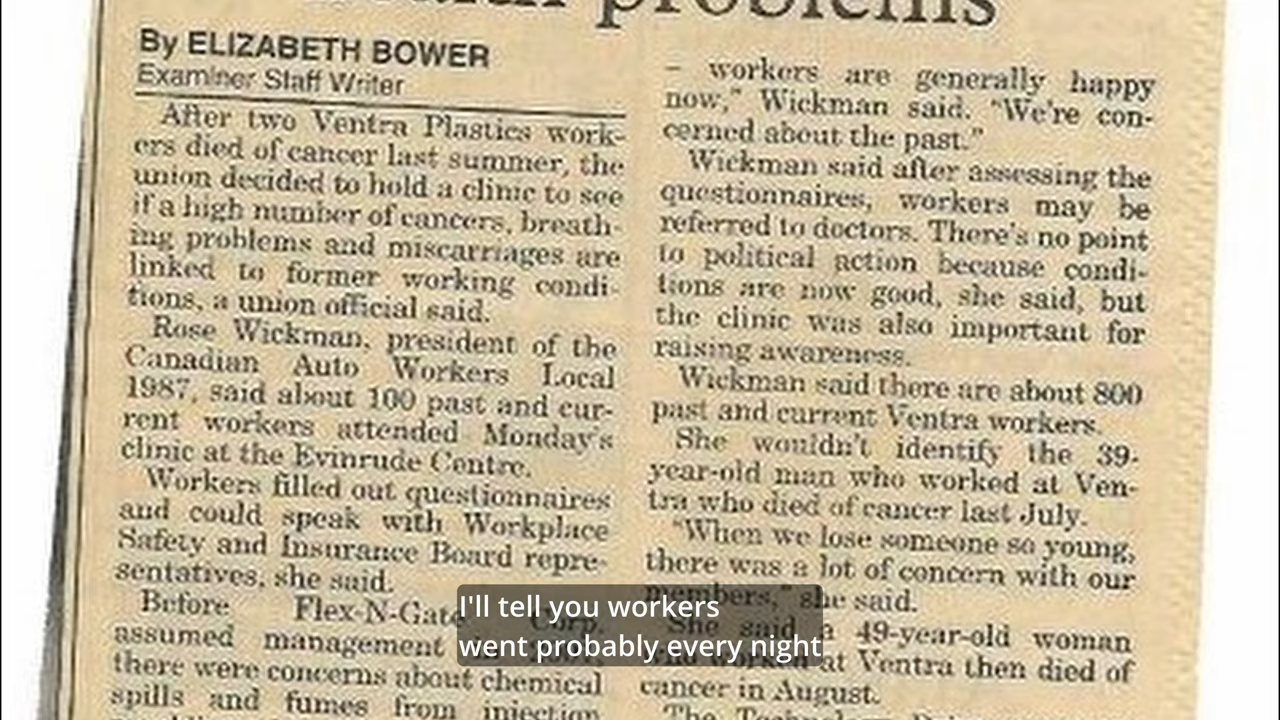 problems
By ELIZABETH BOWER
Examiner Staff Writer
After two Ventra Plastics work-
ers died of cancer last summer, the
union decided to hold a clinic to see
if a high number of cancers, breath-
ing problems and miscarriages are
linked to former working condi-
tions, a union official said.
Rose Wickman, president of the
Canadian Auto Workers Local
1987, said about 100 past and cur-
rent workers attended Monday's
clinic at the Evinrude Centre.
Workers filled out questionnaires
and could speak with Workplace
Safety and Insurance Board repre-
sentatives, she said.
Before Flex-N-Gate Corp.
assumed management
there were concerns about chemical
spills and fumes from injection
– workers are generally happy
now," Wickman said. "We're con-
cerned about the past."
Wickman said after assessing the
questionnaires, workers may be
referred to doctors. There's no point
to political action because condi-
tions are now good, she said, but
the clinic was also important for
raising awareness.
Wickman said there are about 800
past and current Ventra workers.
She wouldn't identify the 39-
year-old man who worked at Ven-
tra who died of cancer last July.
"When we lose someone so young,
there was a lot of concern with our
members," she said.
She said a 49-year-old woman
who worked at Ventra then died of
cancer in August.
The
I'll tell you workers
went probably every night